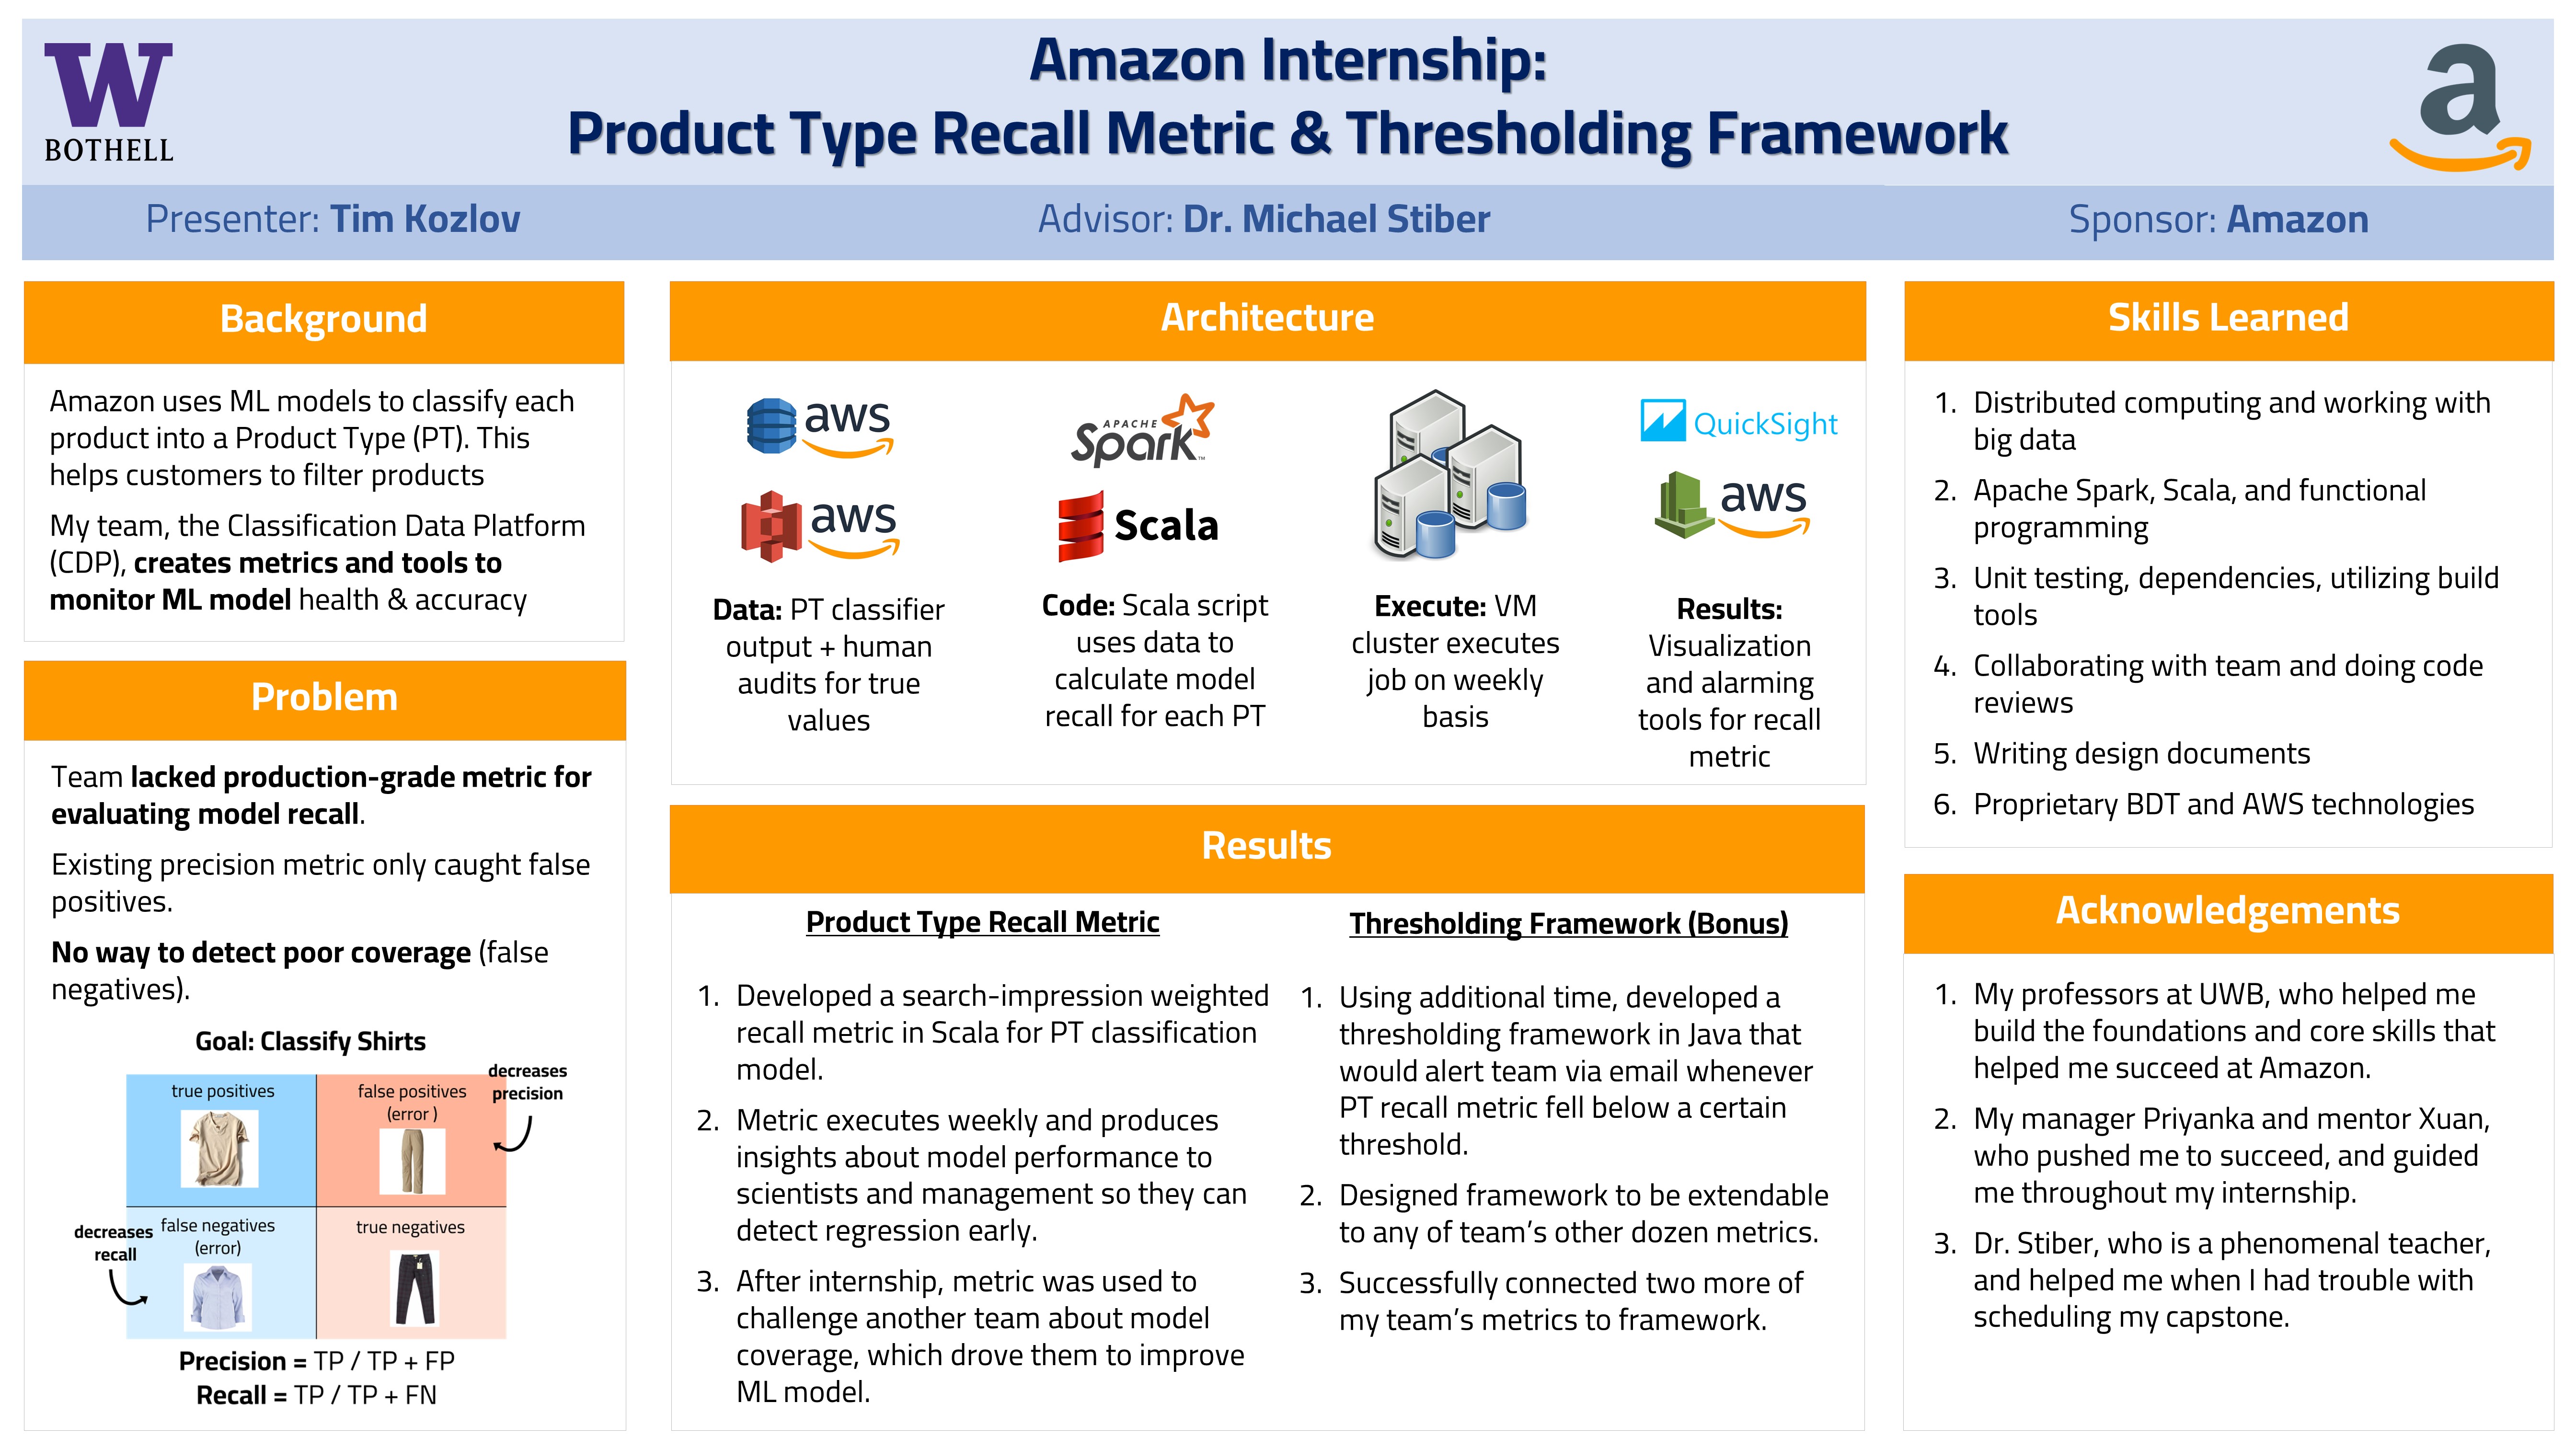 W
BOTHELL
Amazon Internship:
Product Type Recall Metric & Thresholding Framework
a
Presenter: Tim Kozlov
Advisor: Dr. Michael Stiber
Sponsor: Amazon
Background
Amazon uses ML models to classify each
product into a Product Type (PT). This
helps customers to filter products
My team, the Classification Data Platform
(CDP), creates metrics and tools to
monitor ML model health & accuracy
Problem
Team lacked production-grade metric for
evaluating model recall.
Existing precision metric only caught false
positives.
No way to detect poor coverage (false
negatives).
Goal: Classify Shirts
decreases
precision
true positives
false positives
(error )
decreases
recall
false negatives
(error)
true negatives
Precision = TP / TP + FP
Recall = TP / TP + FN
Architecture
aws
aws
Data: PT classifier
output + human
audits for true
values
APACHE
Spark™
Scala
Code: Scala script
uses data to
calculate model
recall for each PT
Execute: VM
cluster executes
job on weekly
basis
QuickSight
aws
Results:
Visualization
and alarming
tools for recall
metric
Results
Product Type Recall Metric
1. Developed a search-impression weighted
recall metric in Scala for PT classification
model.
2. Metric executes weekly and produces
insights about model performance to
scientists and management so they can
detect regression early.
3. After internship, metric was used to
challenge another team about model
coverage, which drove them to improve
ML model.
Thresholding Framework (Bonus)
1. Using additional time, developed a
thresholding framework in Java that
would alert team via email whenever
PT recall metric fell below a certain
threshold.
2. Designed framework to be extendable
to any of team’s other dozen metrics.
3. Successfully connected two more of
my team’s metrics to framework.
Skills Learned
1. Distributed computing and working with
big data
2. Apache Spark, Scala, and functional
programming
3. Unit testing, dependencies, utilizing build
tools
4. Collaborating with team and doing code
reviews
5. Writing design documents
6. Proprietary BDT and AWS technologies
Acknowledgements
1. My professors at UWB, who helped me
build the foundations and core skills that
helped me succeed at Amazon.
2. My manager Priyanka and mentor Xuan,
who pushed me to succeed, and guided
me throughout my internship.
3. Dr. Stiber, who is a phenomenal teacher,
and helped me when I had trouble with
scheduling my capstone.